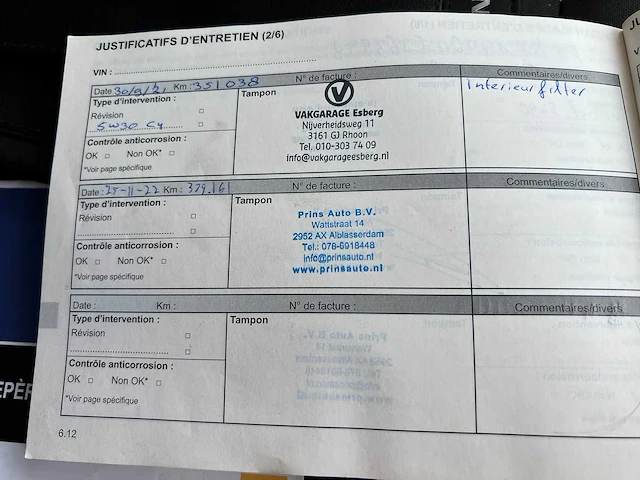 JUSTIFICATIFS D'ENTRETIEN (2/6)
VIN :
Date 30/9/21 Km : 351 038
N° de facture :
Commentaires/divers
Type d'intervention :
Révision
5W30 C4
Contrôle anticorrosion :
OK Non OK*
*Voir page spécifique
Tampon
VAKGARAGE Esberg
Nijverheidsweg 11
3161 GJ Rhoon
Tel. 010-303 74 09
info@vakgarageesberg.nl
Interieurfilter
Date : 25-11-22 Km : 379.161
N° de facture :
Commentaires/divers
Type d'intervention :
Révision
Contrôle anticorrosion :
OK Non OK*
*Voir page spécifique
Tampon
Prins Auto B.V.
Wattstraat 14
2952 AX Alblasserdam
Tel.: 078-6918448
info@prinsauto.nl
www.prinsauto.nl
Date : Km :
N° de facture :
Commentaires/divers
Type d'intervention :
Révision
Contrôle anticorrosion :
OK Non OK*
*Voir page spécifique
Tampon
6.12